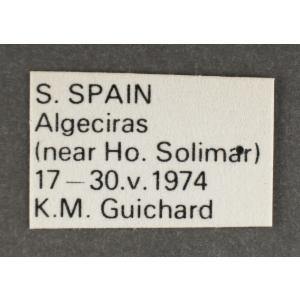 S. SPAIN
Algeciras
(near Ho. Solimar)
17–30.v.1974
K.M. Guichard